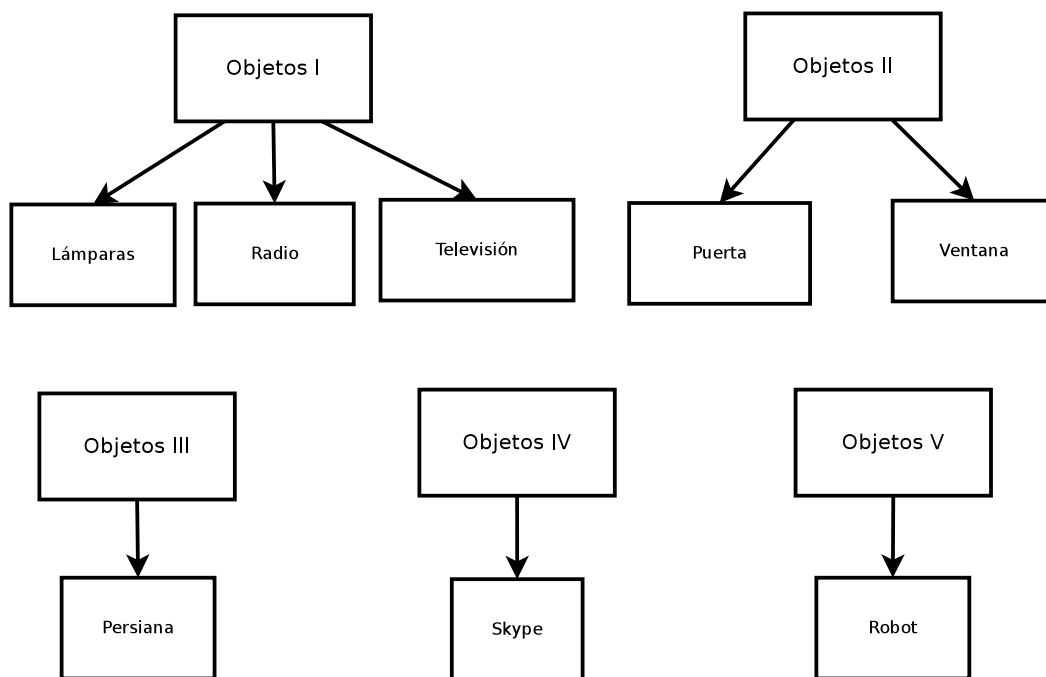 Objetos I
Objetos II
Lámparas
Radio
Televisión
Puerta
Ventana
Objetos III
Objetos IV
Objetos V
Persiana
Skype
Robot